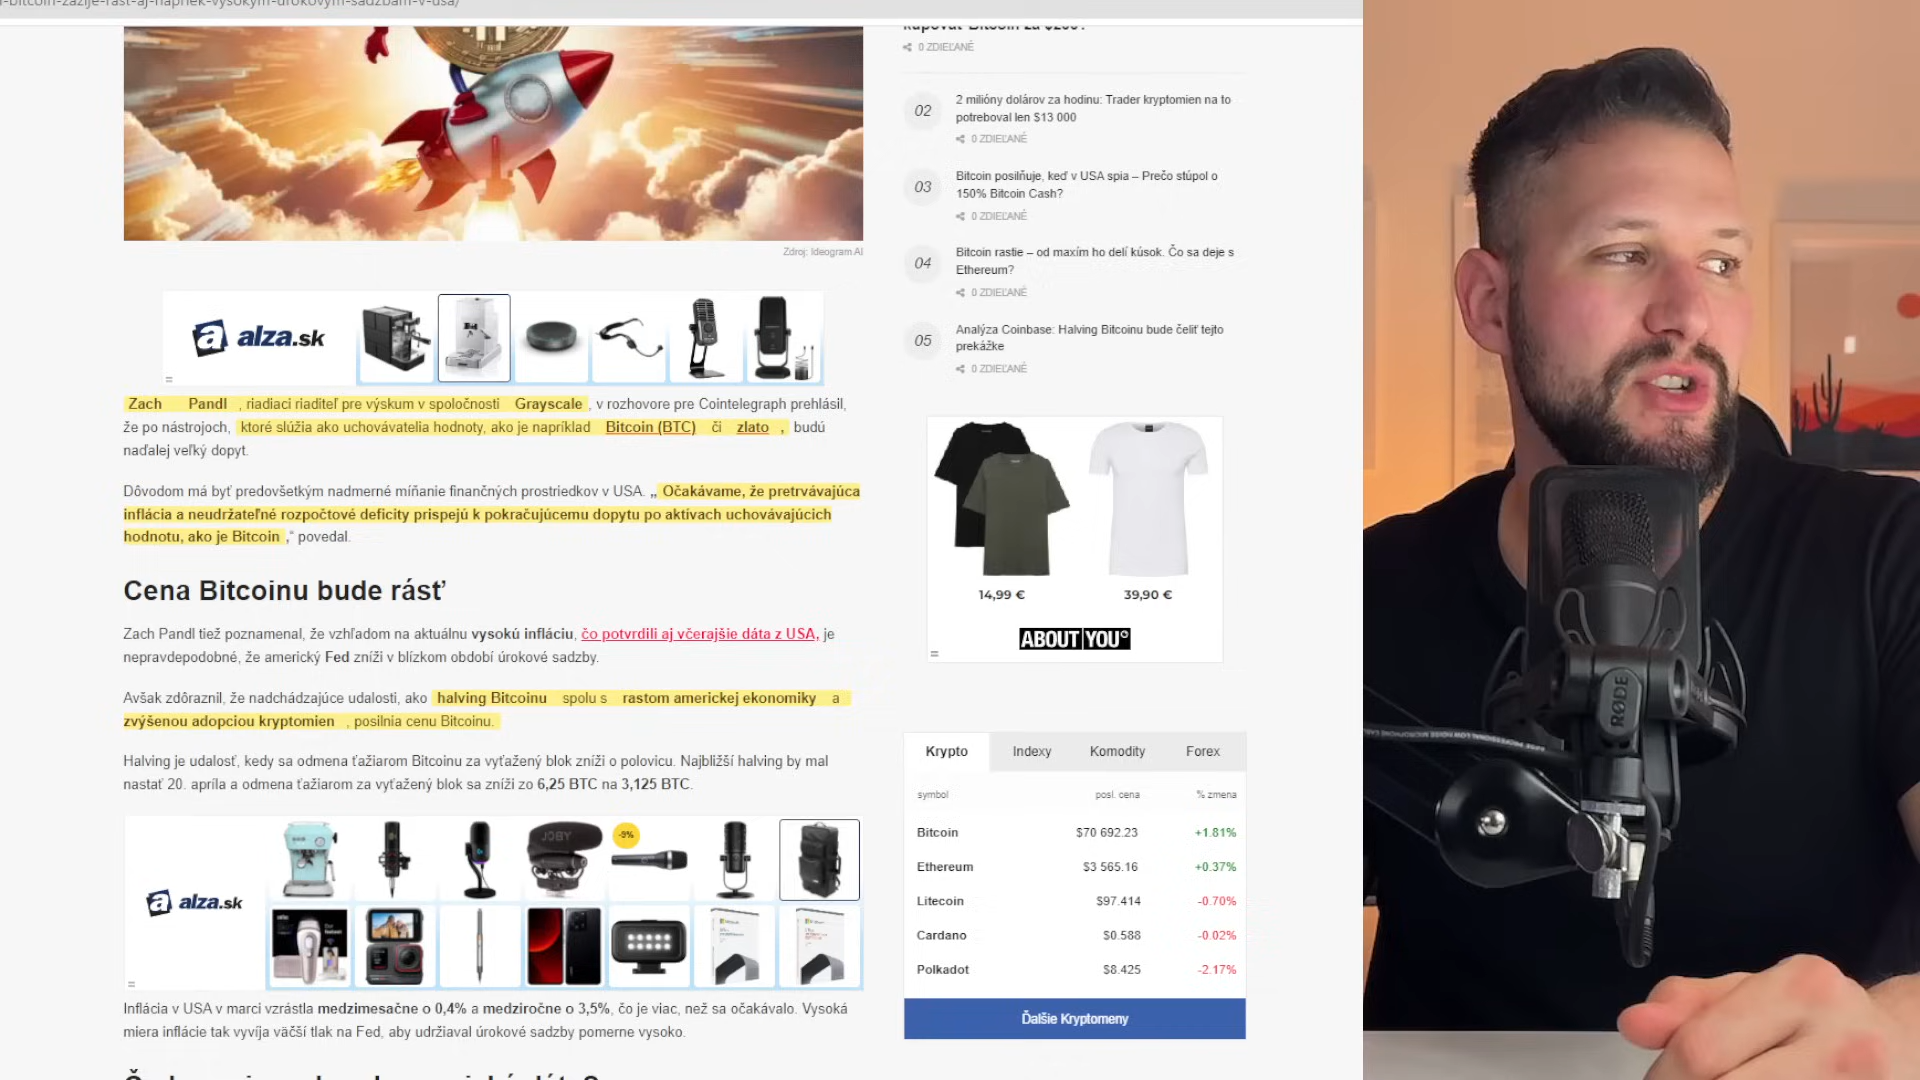 -bitcoin-zazije-rast-aj-napriek-vysokym-urokovym-sadzbam-v-usa/
kupovať Bitcoin za $200?
0 ZDIEĽANÉ
02
2 milióny dolárov za hodinu: Trader kryptomien na to
potreboval len $13 000
0 ZDIEĽANÉ
03
Bitcoin posilňuje, keď v USA spia – Prečo stúpol o
150% Bitcoin Cash?
0 ZDIEĽANÉ
04
Bitcoin rastie – od maxím ho delí kúsok. Čo sa deje s
Ethereum?
0 ZDIEĽANÉ
05
Analýza Coinbase: Halving Bitcoinu bude čeliť tejto
prekážke
0 ZDIEĽANÉ
Zdroj: Ideogram.AI
alza.sk
Zach Pandl , riadiaci riaditeľ pre výskum v spoločnosti Grayscale , v rozhovore pre Cointelegraph prehlásil,
že po nástrojoch, ktoré slúžia ako uchovávatelia hodnoty, ako je napríklad Bitcoin (BTC) či zlato , budú
naďalej veľký dopyt.
Dôvodom má byť predovšetkým nadmerné míňanie finančných prostriedkov v USA. „ Očakávame, že pretrvávajúca
inflácia a neudržateľné rozpočtové deficity prispejú k pokračujúcemu dopytu po aktívach uchovávajúcich
hodnotu, ako je Bitcoin ,“ povedal.
Cena Bitcoinu bude rásť
Zach Pandl tiež poznamenal, že vzhľadom na aktuálnu vysokú infláciu, čo potvrdili aj včerajšie dáta z USA, je
nepravdepodobné, že americký Fed zníži v blízkom období úrokové sadzby.
Avšak zdôraznil, že nadchádzajúce udalosti, ako halving Bitcoinu spolu s rastom americkej ekonomiky a
zvýšenou adopciou kryptomien , posilnia cenu Bitcoinu.
Halving je udalosť, kedy sa odmena ťažiarom Bitcoinu za vyťažený blok zníži o polovicu. Najbližší halving by mal
nastať 20. apríla a odmena ťažiarom za vyťažený blok sa zníži zo 6,25 BTC na 3,125 BTC.
-9%
alza.sk
Inflácia v USA v marci vzrástla medzimesačne o 0,4% a medziročne o 3,5%, čo je viac, než sa očakávalo. Vysoká
miera inflácie tak vyvíja väčší tlak na Fed, aby udržiaval úrokové sadzby pomerne vysoko.
14,99 €
39,90 €
ABOUT YOU°
Krypto Indexy Komodity Forex
symbol posl. cena % zmena
Bitcoin $70 692.23 +1.81%
Ethereum $3 565.16 +0.37%
Litecoin $97.414 -0.70%
Cardano $0.588 -0.02%
Polkadot $8.425 -2.17%
Ďalšie Kryptomeny
RØDE